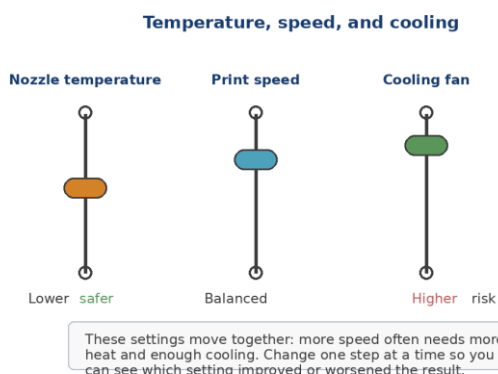 Temperature, speed, and cooling
Nozzle temperature Print speed Cooling fan
Lower safer Balanced Higher risk
These settings move together: more speed often needs more
heat and enough cooling. Change one step at a time so you
can see which setting improved or worsened the result.